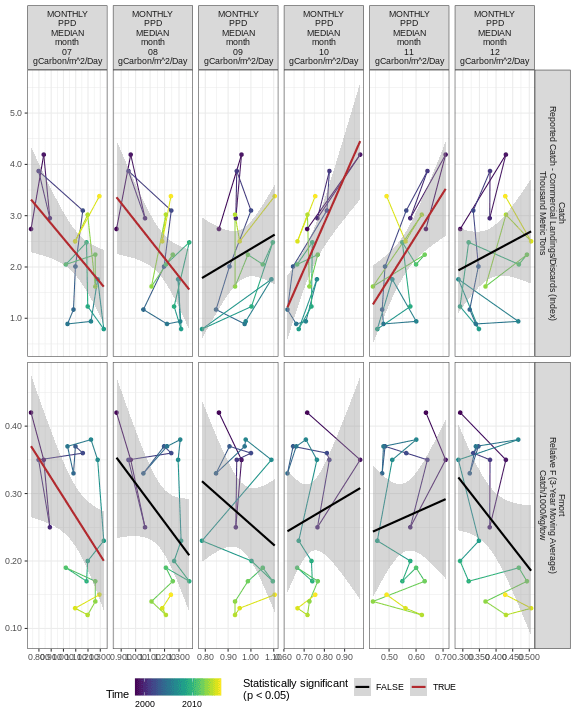 MONTHLY
PPD
MEDIAN
month
07
gCarbon/m^2/Day
MONTHLY
PPD
MEDIAN
month
08
gCarbon/m^2/Day
MONTHLY
PPD
MEDIAN
month
09
gCarbon/m^2/Day
MONTHLY
PPD
MEDIAN
month
10
gCarbon/m^2/Day
MONTHLY
PPD
MEDIAN
month
11
gCarbon/m^2/Day
MONTHLY
PPD
MEDIAN
month
12
gCarbon/m^2/Day
5.0
4.0
3.0
2.0
1.0
Catch
Reported Catch - Commercial Landings/Discards (Index)
Thousand Metric Tons
0.40
0.30
0.20
0.10
Fmort
Relative F (3-Year Moving Average)
Catch/1000/kg/tow
0.80 0.90 1.00
0.70 0.80 0.90
0.50 0.60 0.70
Time
2000 2010
Statistically significant
(p < 0.05)
FALSE
TRUE